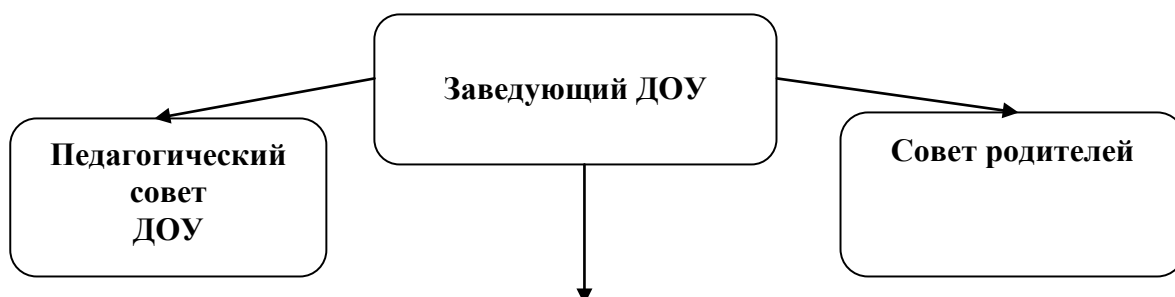 Заведующий ДОУ
Педагогический
совет
ДОУ
Совет родителей